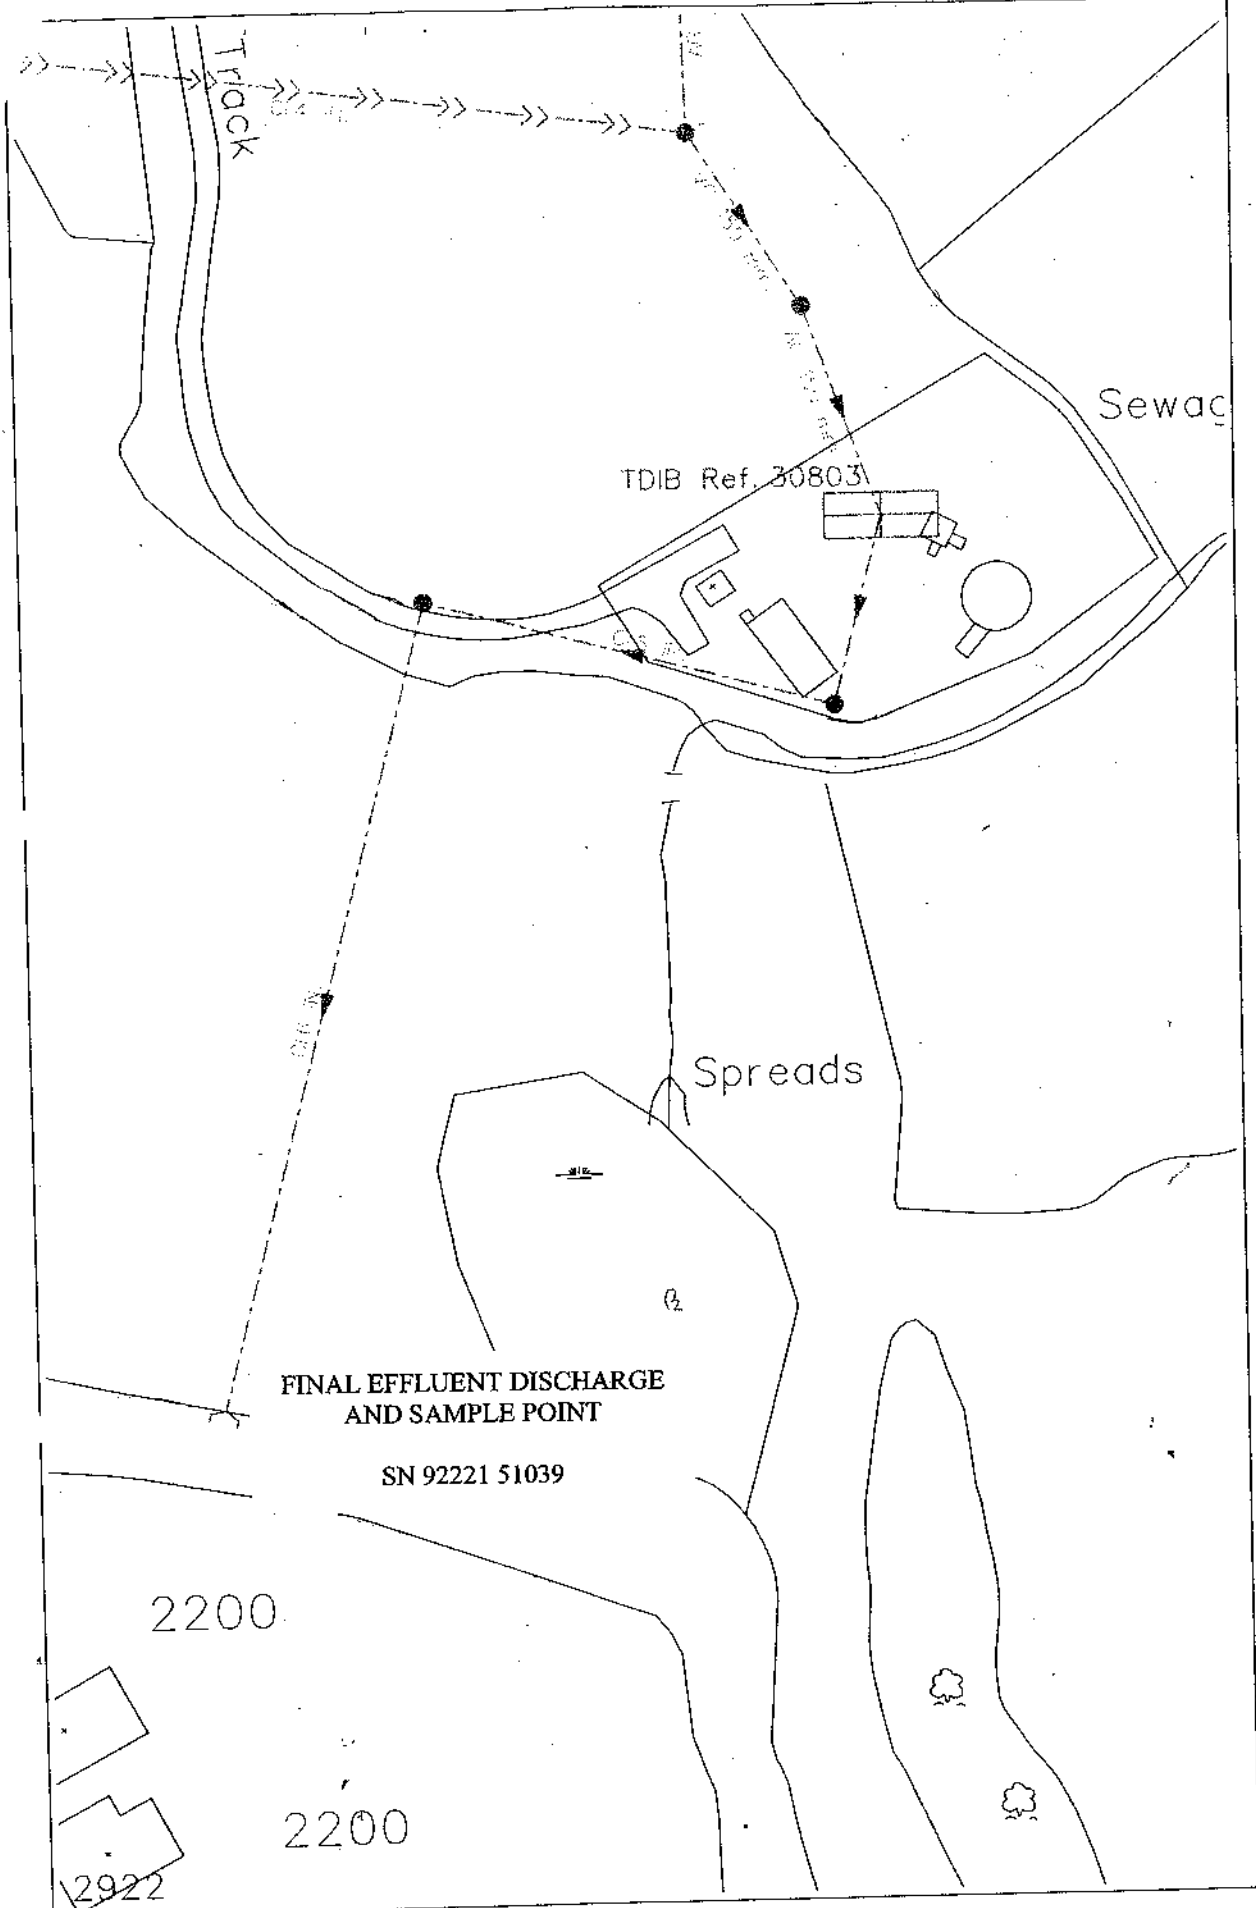 Track
Sewag
TDIB Ref. 30803
Spreads
FINAL EFFLUENT DISCHARGE
AND SAMPLE POINT
SN 92221 51039
2200
2200
2922